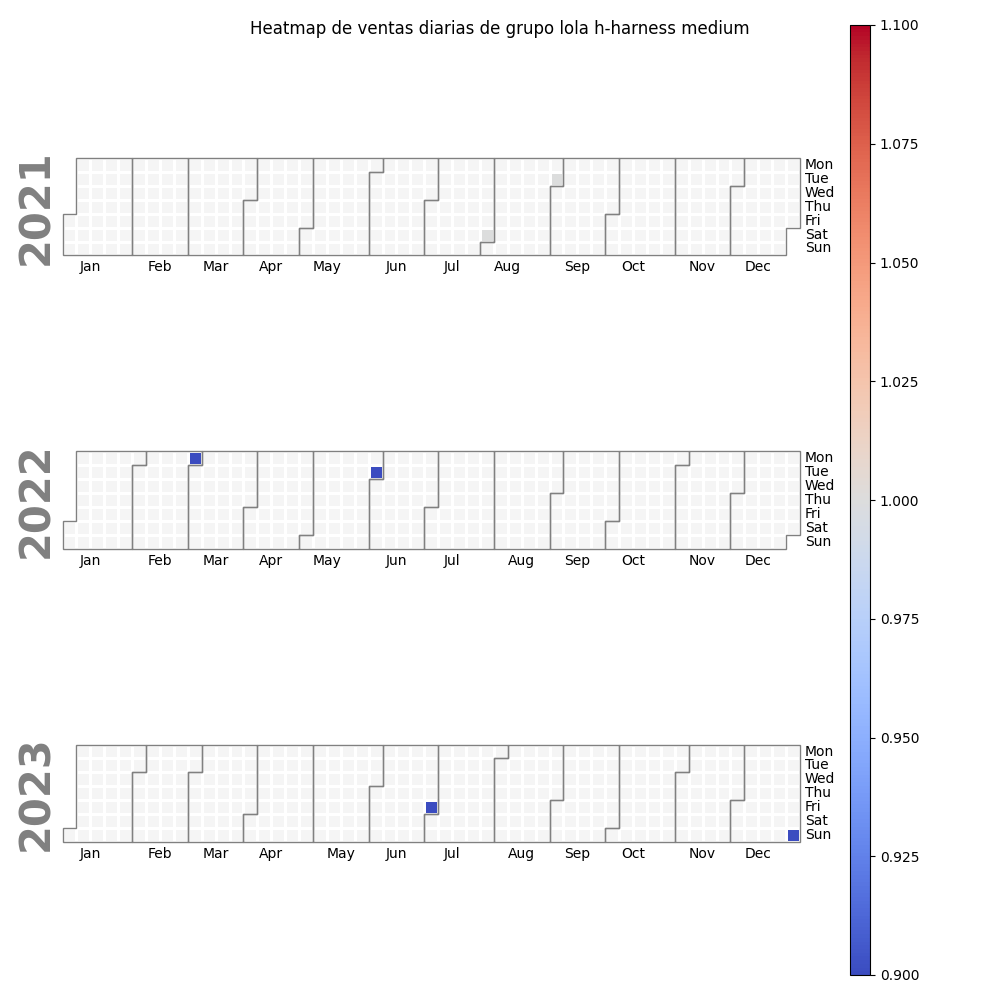 Heatmap de ventas diarias de grupo lola h-harness medium
2021
Mon
Tue
Wed
Thu
Fri
Sat
Sun
Jan Feb Mar Apr May Jun Jul Aug Sep Oct Nov Dec
2022
Mon
Tue
Wed
Thu
Fri
Sat
Sun
Jan Feb Mar Apr May Jun Jul Aug Sep Oct Nov Dec
2023
Mon
Tue
Wed
Thu
Fri
Sat
Sun
Jan Feb Mar Apr May Jun Jul Aug Sep Oct Nov Dec
1.100
1.075
1.050
1.025
1.000
0.975
0.950
0.925
0.900